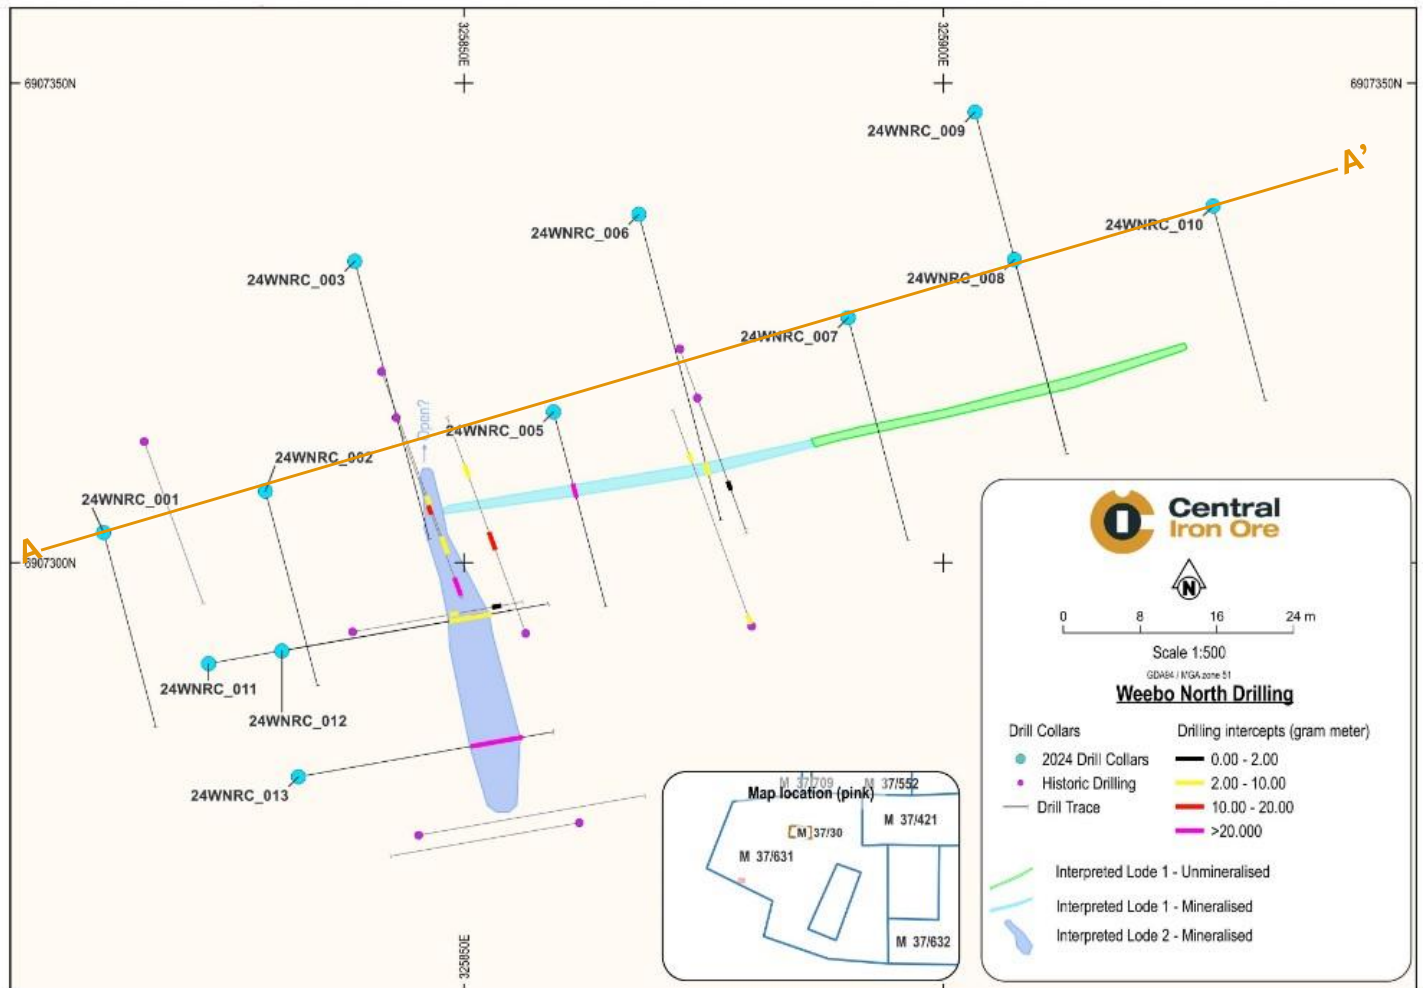 325850E
325900E
6907350N
6907350N
24WNRC_009
A'
24WNRC_010
24WNRC_006
24WNRC_003
24WNRC_008
24WNRC_007
Open?
24WNRC_005
24WNRC_002
24WNRC_001
A
6907300N
24WNRC_011
24WNRC_012
24WNRC_013
325850E
Central
Iron Ore
N
0 8 16 24 m
Scale 1:500
GDA94 / MGA zone 51
Weebo North Drilling
Drill Collars
2024 Drill Collars
Historic Drilling
Drill Trace
Drilling intercepts (gram meter)
0.00 - 2.00
2.00 - 10.00
10.00 - 20.00
>20.000
Interpreted Lode 1 - Unmineralised
Interpreted Lode 1 - Mineralised
Interpreted Lode 2 - Mineralised
M 37/709
M 37/552
Map location (pink)
M 37/421
[M] 37/30
M 37/631
M 37/632